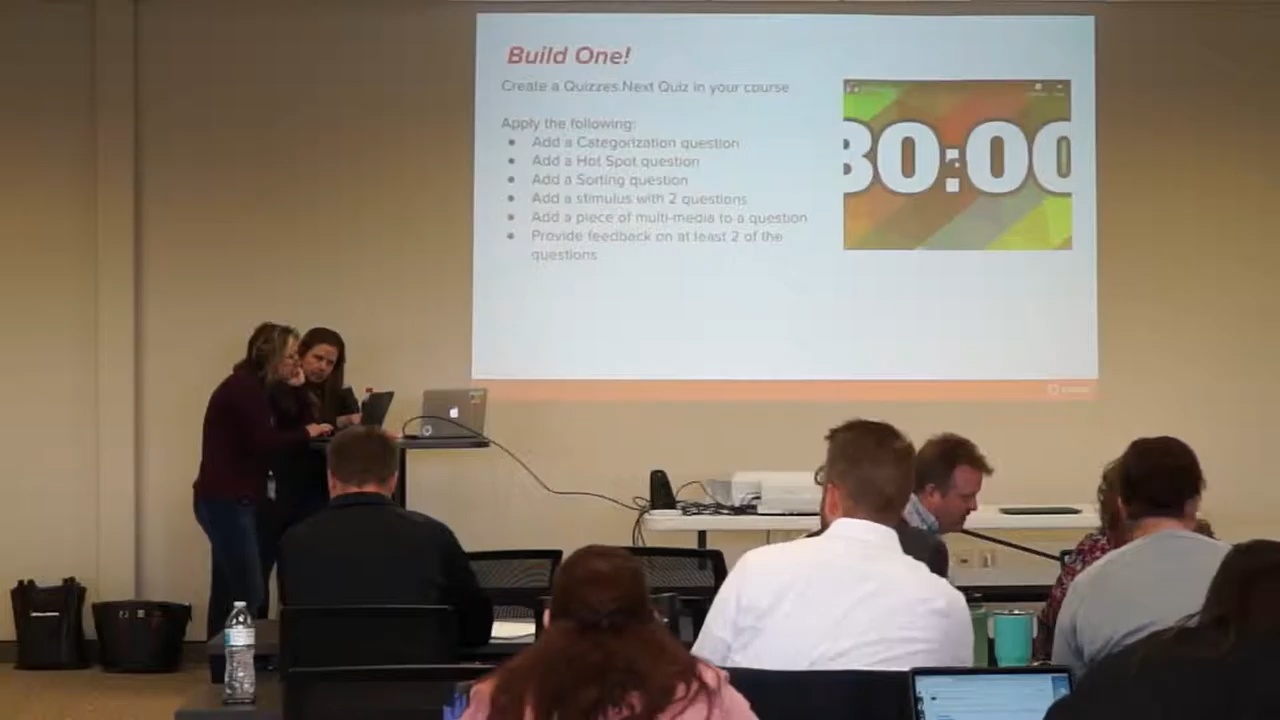 Build One!
Create a Quizzes.Next Quiz in your course
Apply the following:
● Add a Categorization question
● Add a Hot Spot question
● Add a Sorting question
● Add a stimulus with 2 questions
● Add a piece of multi-media to a question
● Provide feedback on at least 2 of the
questions
30:00